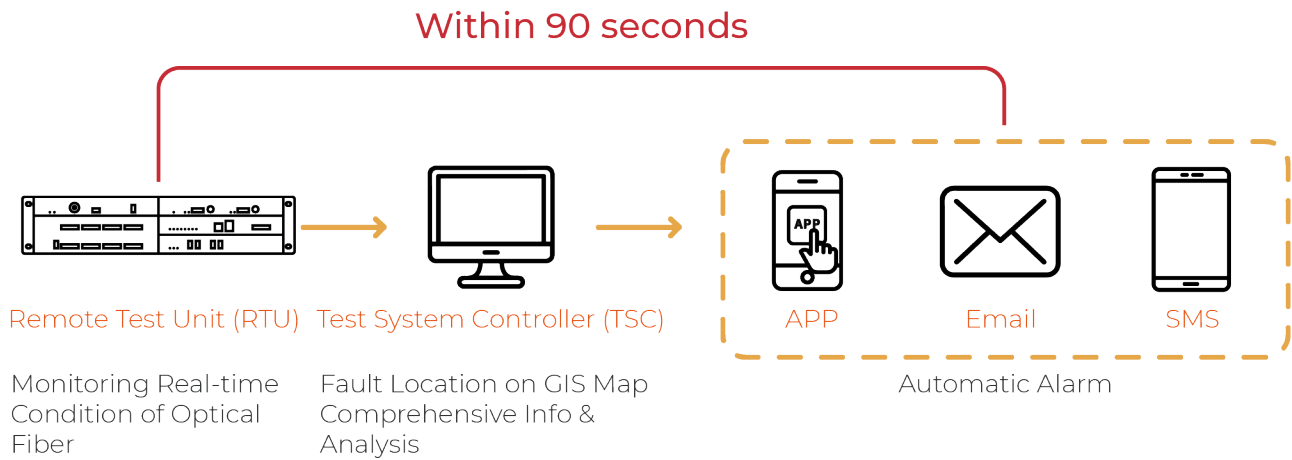 Within 90 seconds
APP
Remote Test Unit (RTU)
Test System Controller (TSC)
APP
Email
SMS
Monitoring Real-time
Condition of Optical
Fiber
Fault Location on GIS Map
Comprehensive Info &
Analysis
Automatic Alarm